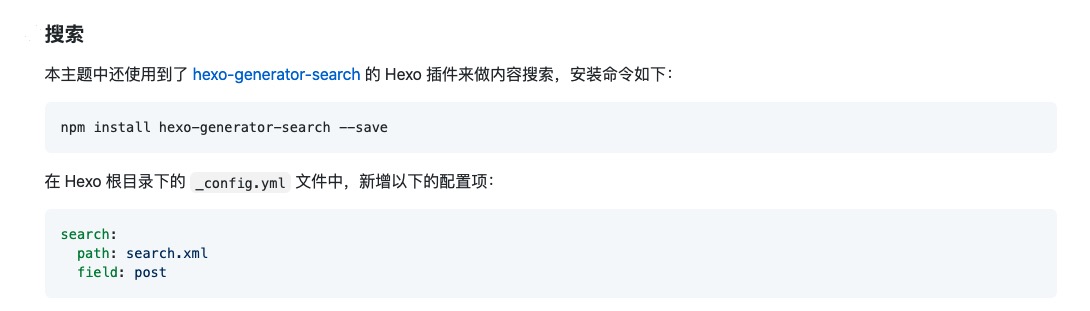 搜索
本主题中还使用到了 hexo-generator-search 的 Hexo 插件来做内容搜索，安装命令如下：
npm install hexo-generator-search --save
在 Hexo 根目录下的 _config.yml 文件中，新增以下的配置项：
search:
  path: search.xml
  field: post